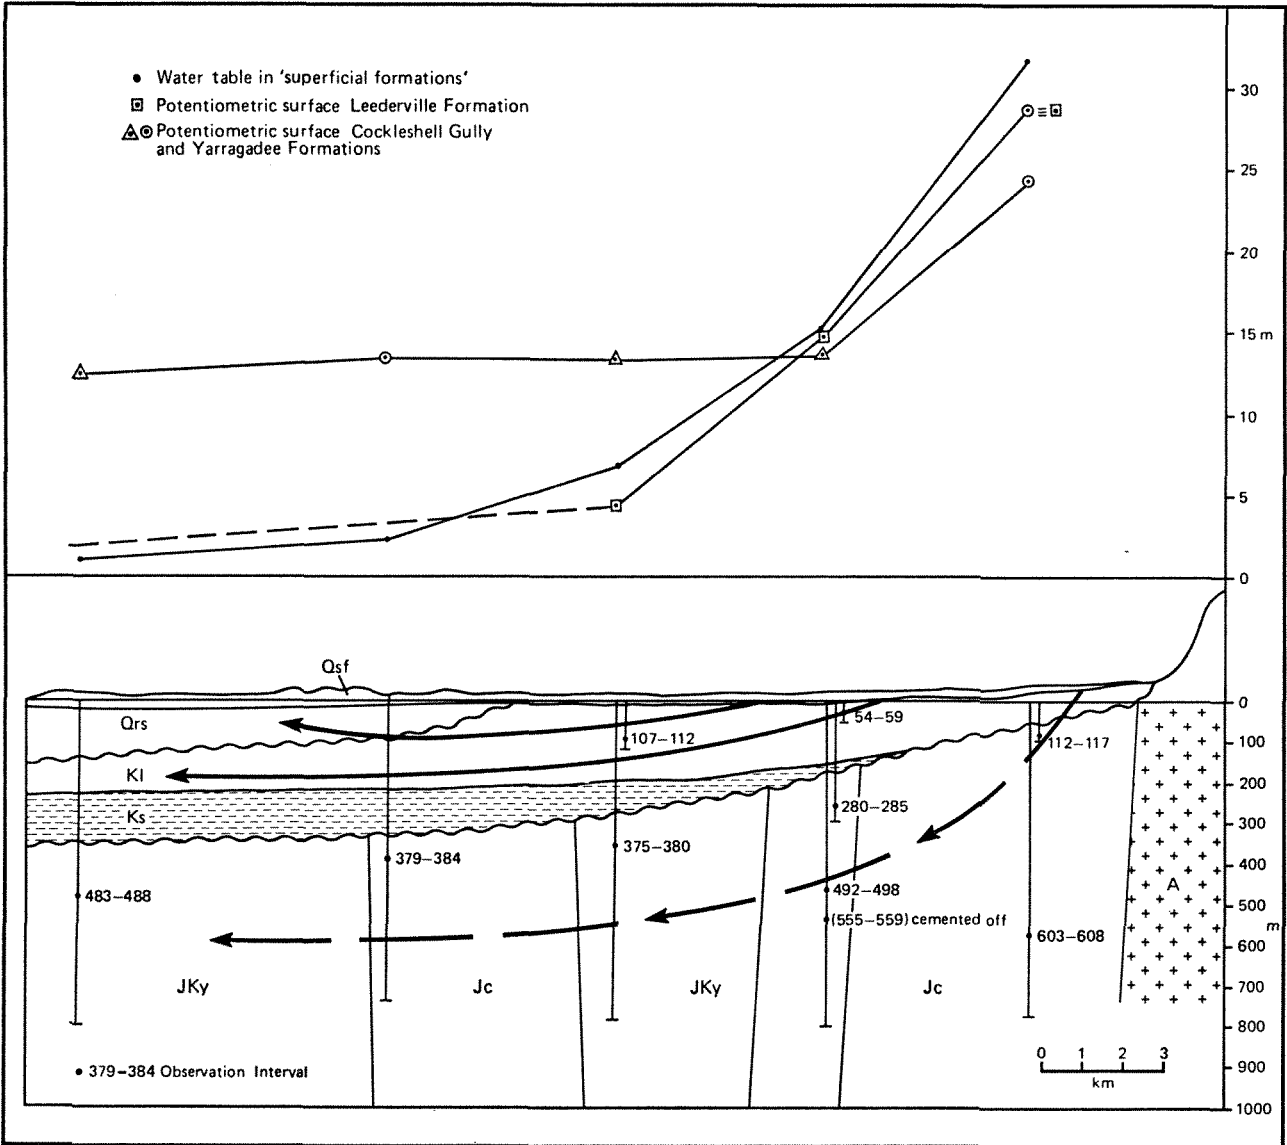 Water table in 'superficial formations'
Potentiometric surface Leederville Formation
Potentiometric surface Cockleshell Gully
and Yarragadee Formations
30
25
20
15 m
10
5
0
Qsf
Qrs
Kl
Ks
107–112
54–59
112–117
280–285
379–384
375–380
483–488
492–498
(555–559) cemented off
603–608
A
JKy
Jc
JKy
Jc
0
100
200
300
400
500
m
600
700
800
900
1000
0 1 2 3
km
379–384 Observation Interval